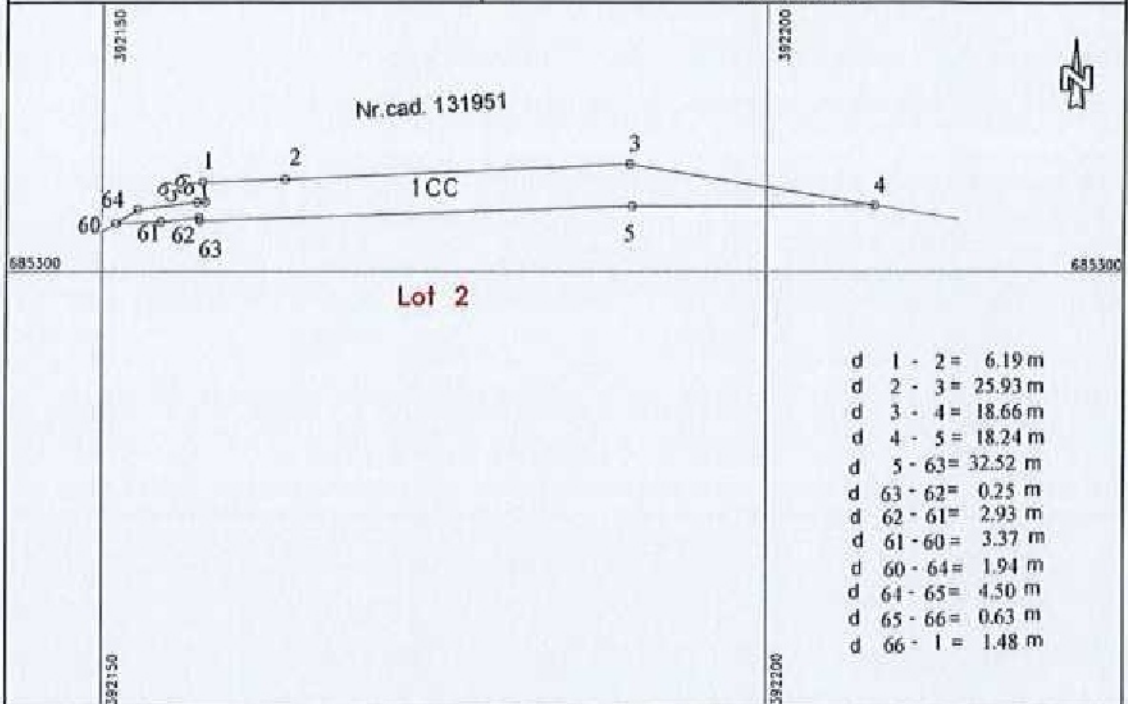 392150
392200
N
Nr.cad. 131951
1
2
3
1CC
4
64
60
61
62
63
5
685300
685300
Lot 2
d 1 - 2 = 6.19 m
d 2 - 3 = 25.93 m
d 3 - 4 = 18.66 m
d 4 - 5 = 18.24 m
d 5 - 63= 32.52 m
d 63 - 62= 0.25 m
d 62 - 61= 2.93 m
d 61 - 60 = 3.37 m
d 60 - 64= 1.94 m
d 64 - 65= 4.50 m
d 65 - 66= 0.63 m
d 66 - 1 = 1.48 m
392150
392200